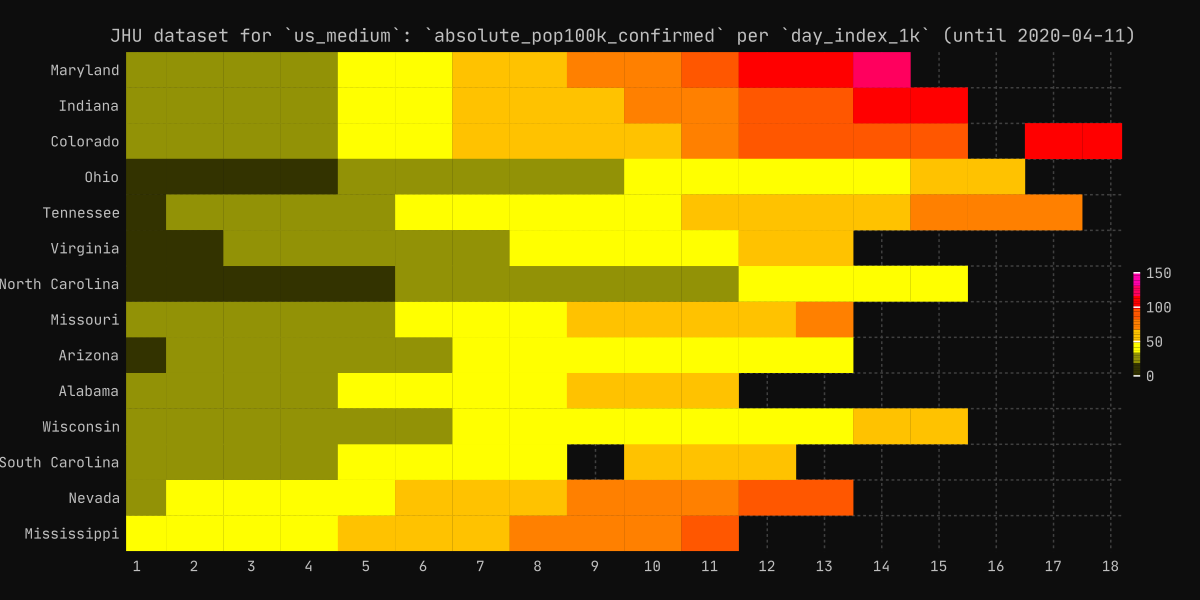 JHU dataset for `us_medium`: `absolute_pop100k_confirmed` per `day_index_1k` (until 2020-04-11)
Maryland
Indiana
Colorado
Ohio
Tennessee
Virginia
North Carolina
Missouri
Arizona
Alabama
Wisconsin
South Carolina
Nevada
Mississippi
150
100
50
0
1 2 3 4 5 6 7 8 9 10 11 12 13 14 15 16 17 18